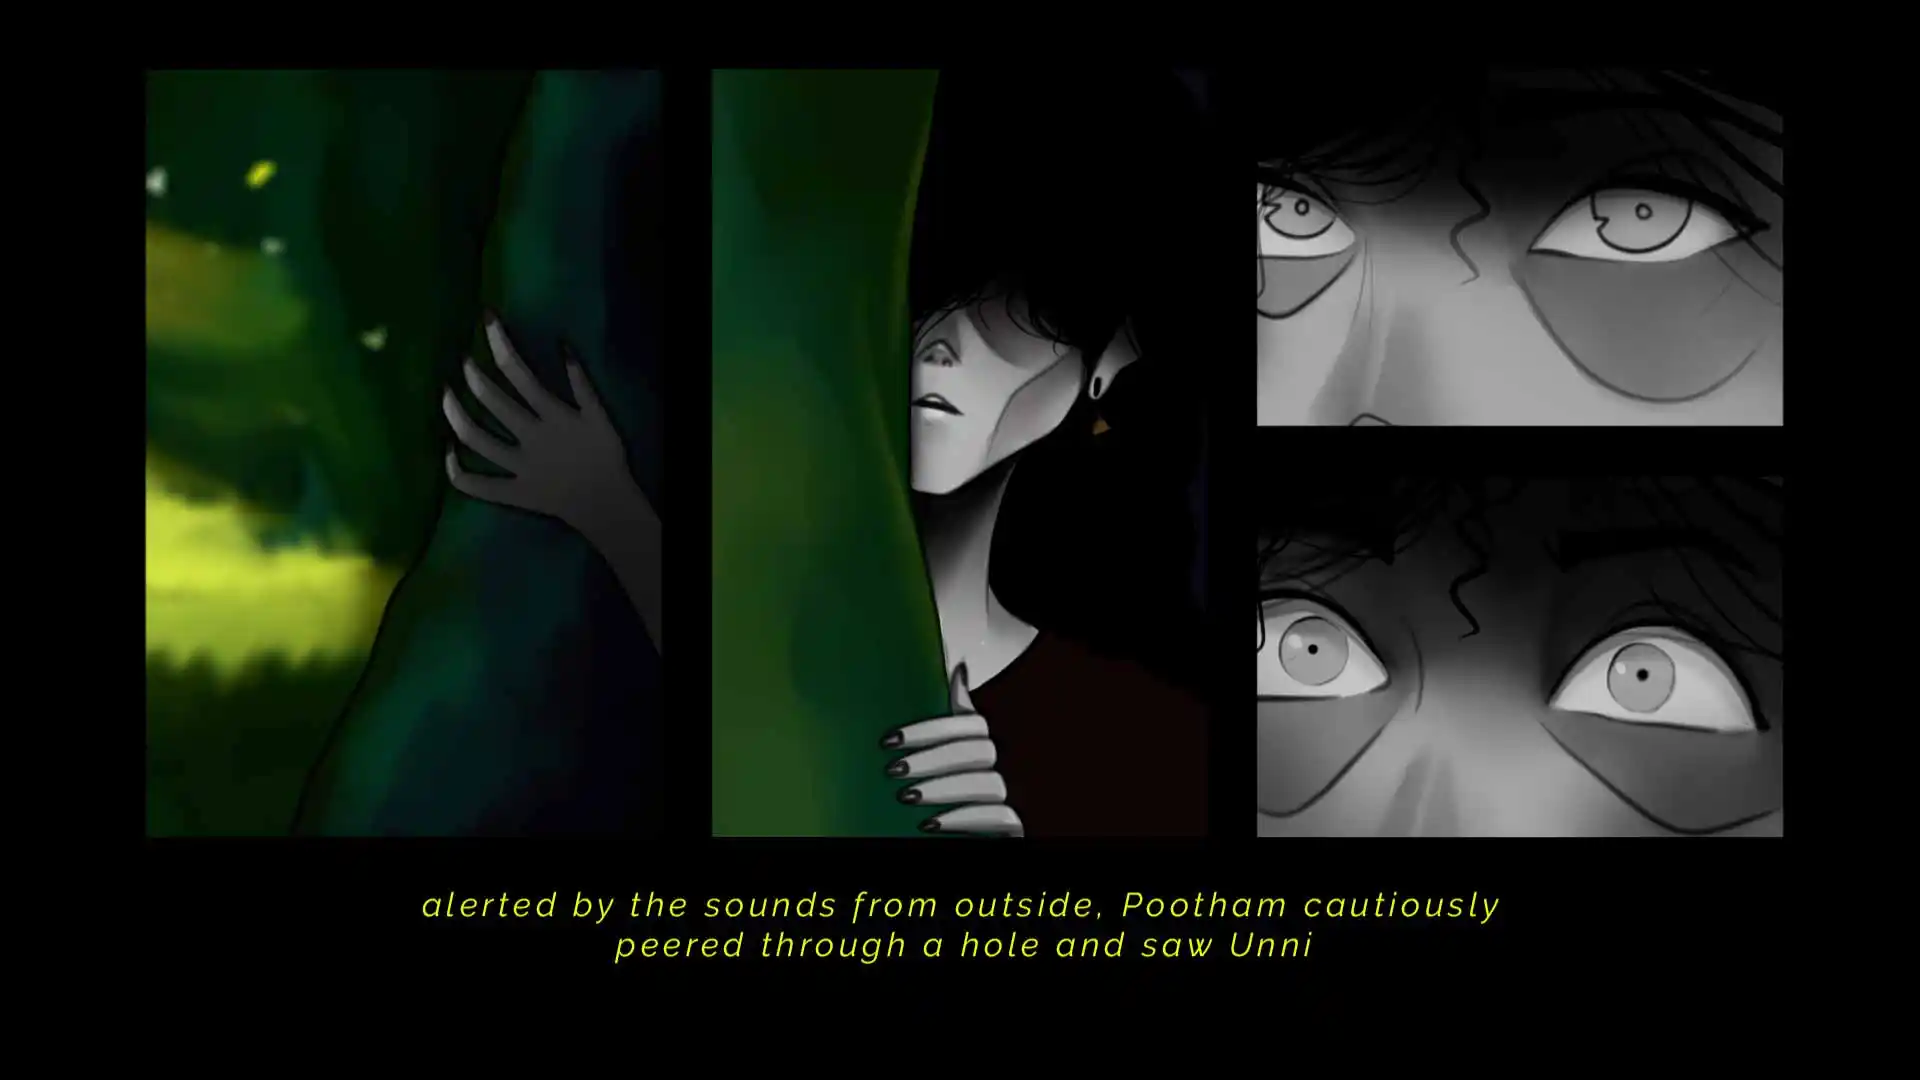 alerted by the sounds from outside, Pootham cautiously
peered through a hole and saw Unni